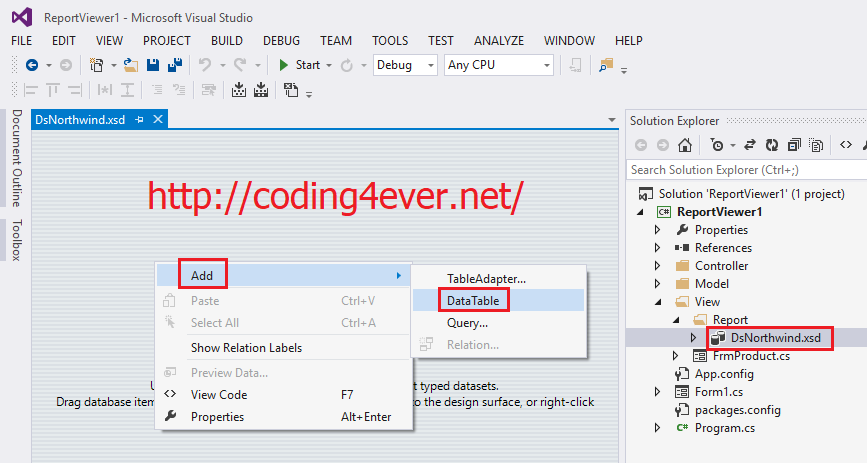 ReportViewer1 - Microsoft Visual Studio
FILE EDIT VIEW PROJECT BUILD DEBUG TEAM TOOLS TEST ANALYZE WINDOW HELP
Start Debug Any CPU
Document Outline
Toolbox
DsNorthwind.xsd
http://coding4ever.net/
Add
Paste Ctrl+V
Select All Ctrl+A
Show Relation Labels
Preview Data...
View Code F7
Properties Alt+Enter
TableAdapter...
DataTable
Query...
Relation...
t typed datasets.
Drag database item
to the design surface, or right-click
Solution Explorer
Search Solution Explorer (Ctrl+;)
Solution 'ReportViewer1' (1 project)
ReportViewer1
Properties
References
Controller
Model
View
Report
DsNorthwind.xsd
FrmProduct.cs
App.config
Form1.cs
packages.config
Program.cs